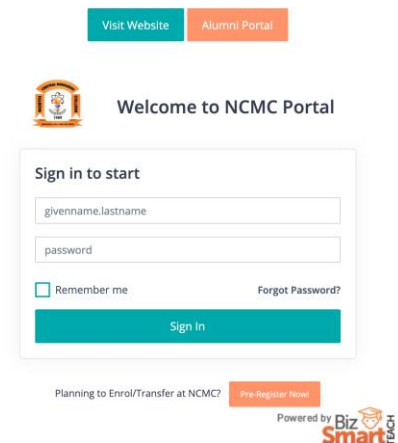 Visit Website
Alumni Portal
Welcome to NCMC Portal
Sign in to start
givenname.lastname
password
Remember me
Forgot Password?
Sign In
Planning to Enrol/Transfer at NCMC?
Pre-Register Now!
Powered by Biz
Smart
TEACH